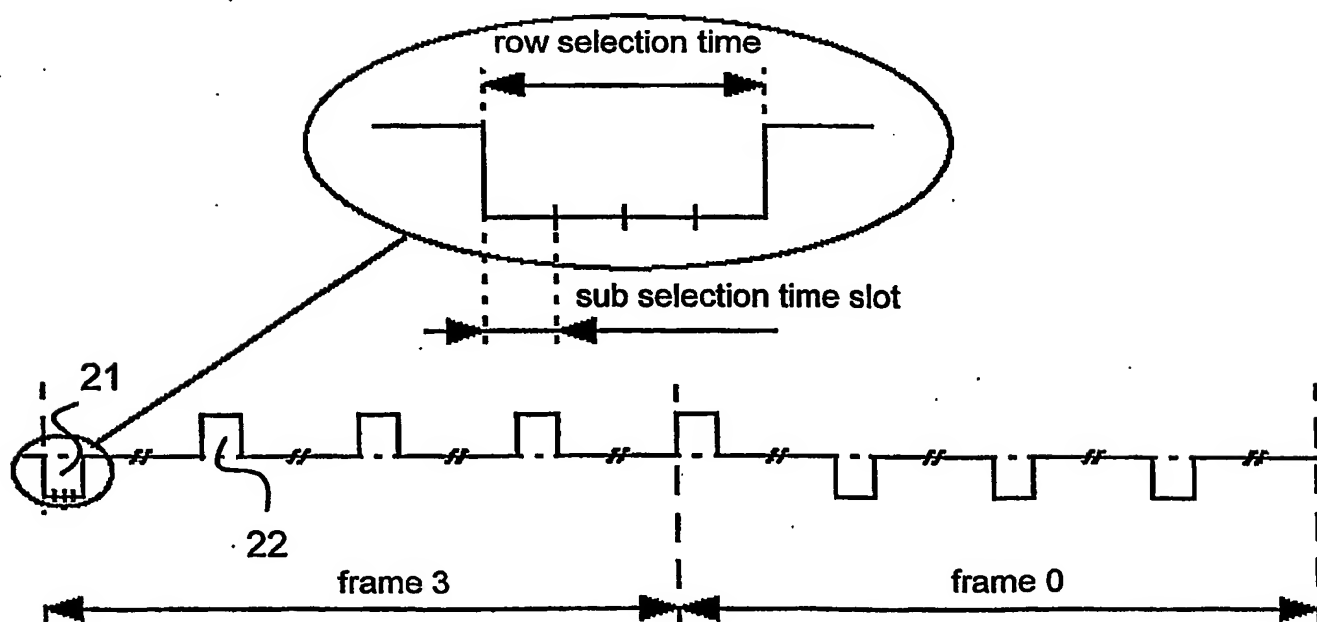 row selection time
sub selection time slot
21
22
frame 3
frame 0